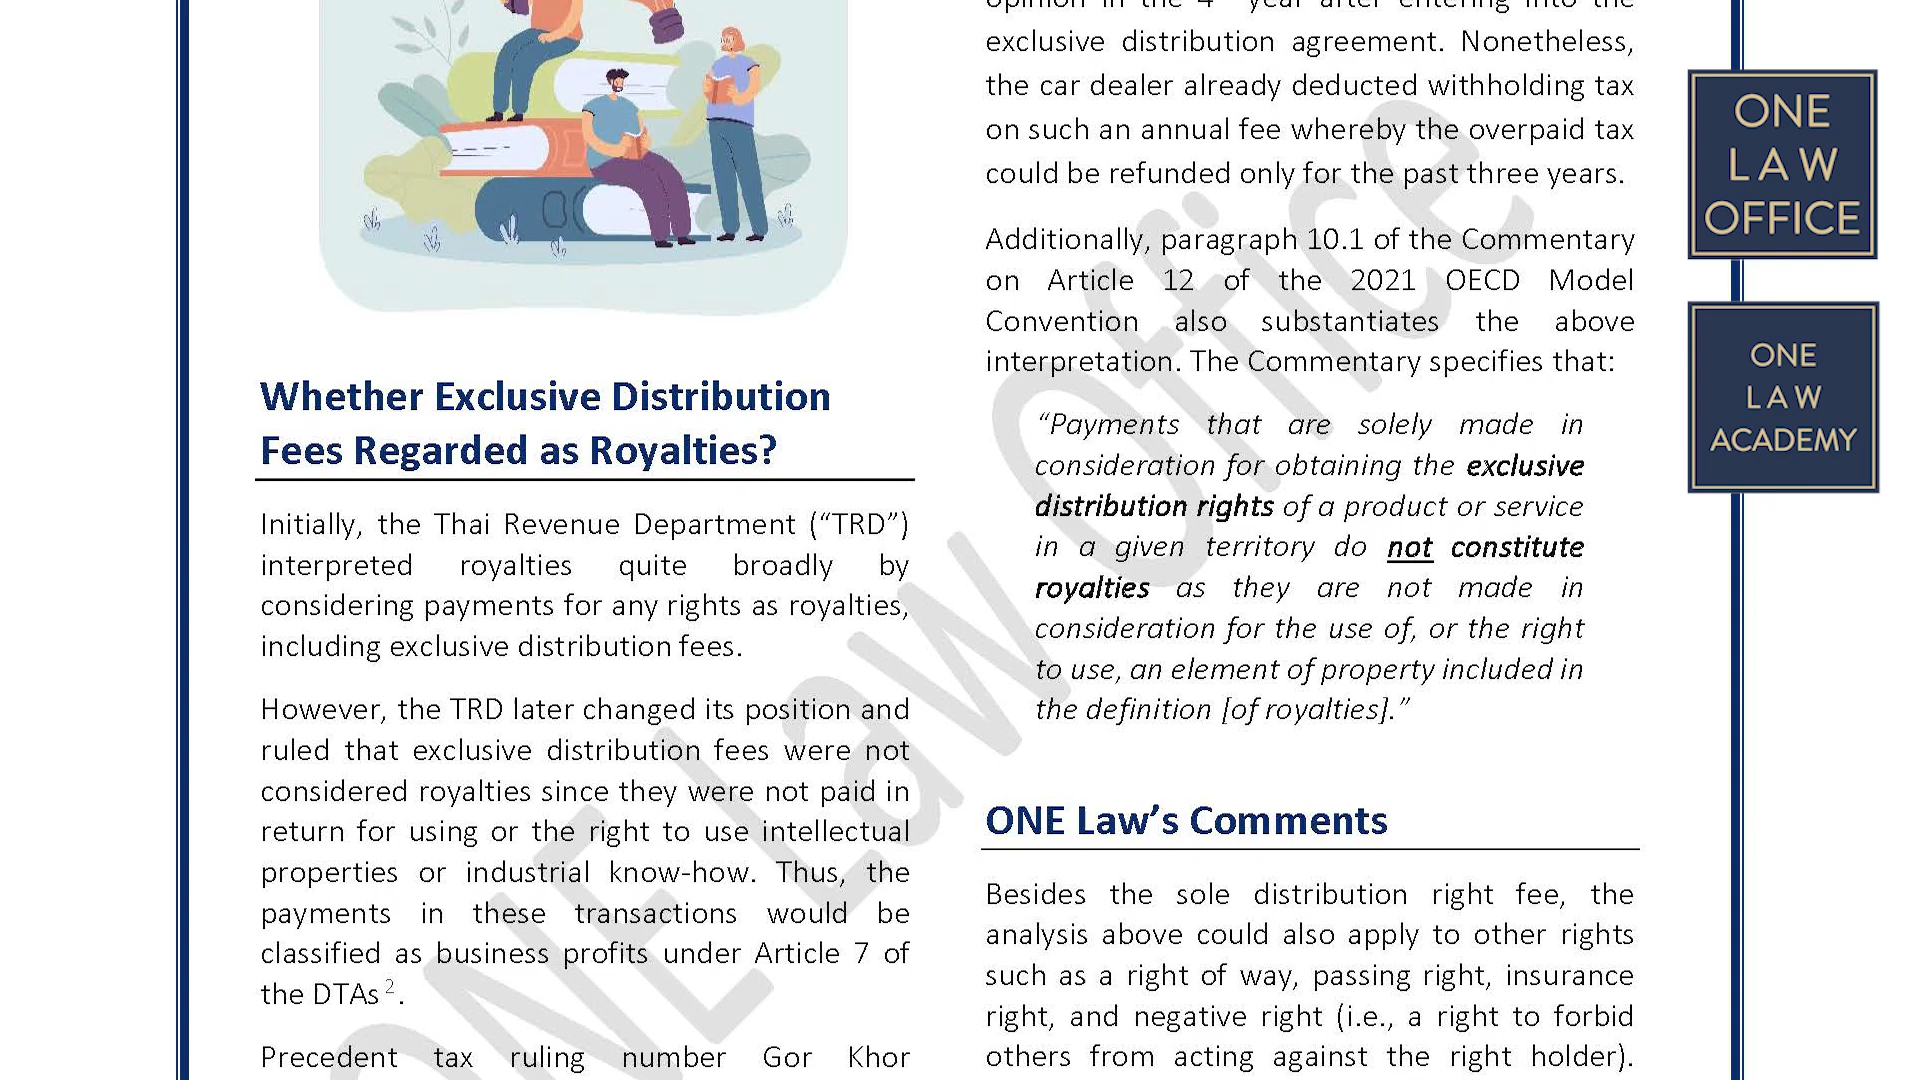 Whether Exclusive Distribution
Fees Regarded as Royalties?
Initially, the Thai Revenue Department (“TRD”)
interpreted royalties quite broadly by
considering payments for any rights as royalties,
including exclusive distribution fees.
However, the TRD later changed its position and
ruled that exclusive distribution fees were not
considered royalties since they were not paid in
return for using or the right to use intellectual
properties or industrial know-how. Thus, the
payments in these transactions would be
classified as business profits under Article 7 of
the DTAs ².
Precedent tax ruling number Gor Khor
opinion in the 4 year after entering into the
exclusive distribution agreement. Nonetheless,
the car dealer already deducted withholding tax
on such an annual fee whereby the overpaid tax
could be refunded only for the past three years.
Additionally, paragraph 10.1 of the Commentary
on Article 12 of the 2021 OECD Model
Convention also substantiates the above
interpretation. The Commentary specifies that:
“Payments that are solely made in
consideration for obtaining the exclusive
distribution rights of a product or service
in a given territory do not constitute
royalties as they are not made in
consideration for the use of, or the right
to use, an element of property included in
the definition [of royalties].”
ONE Law’s Comments
Besides the sole distribution right fee, the
analysis above could also apply to other rights
such as a right of way, passing right, insurance
right, and negative right (i.e., a right to forbid
others from acting against the right holder).
ONE
LAW
OFFICE
ONE
LAW
ACADEMY
ONE Law Office